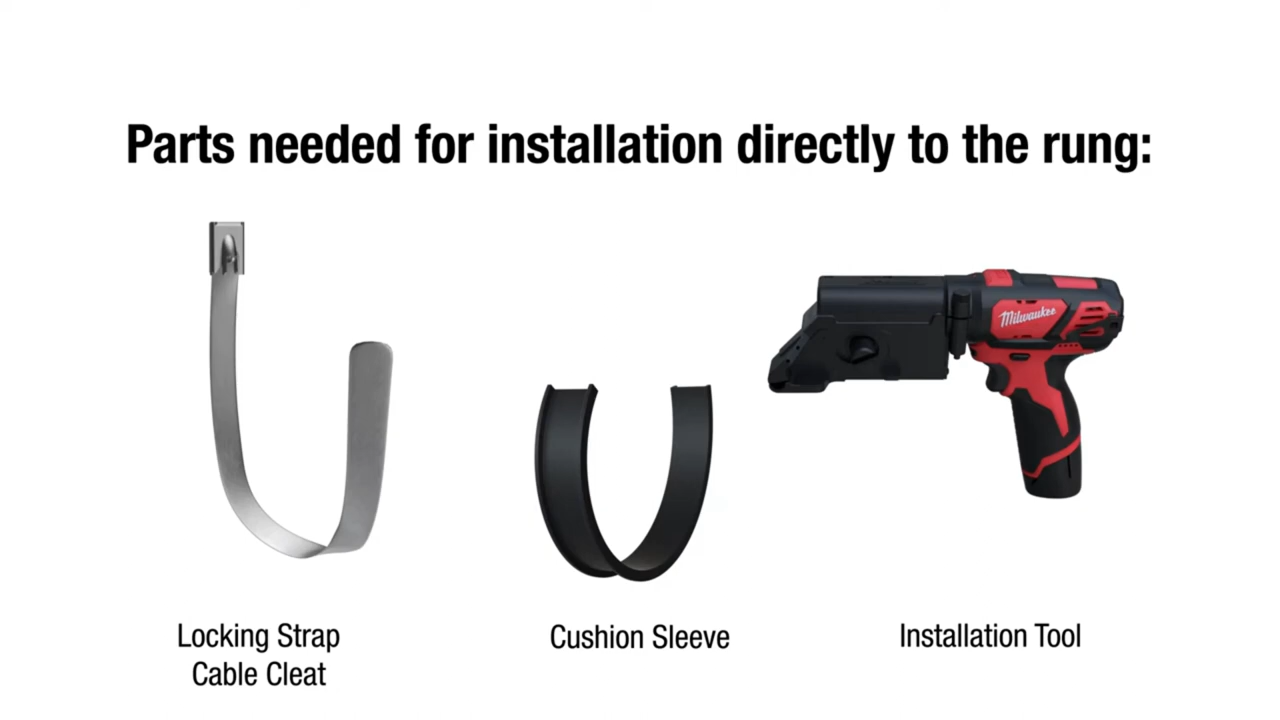 Parts needed for installation directly to the rung:
Milwaukee
Locking Strap
Cable Cleat
Cushion Sleeve
Installation Tool